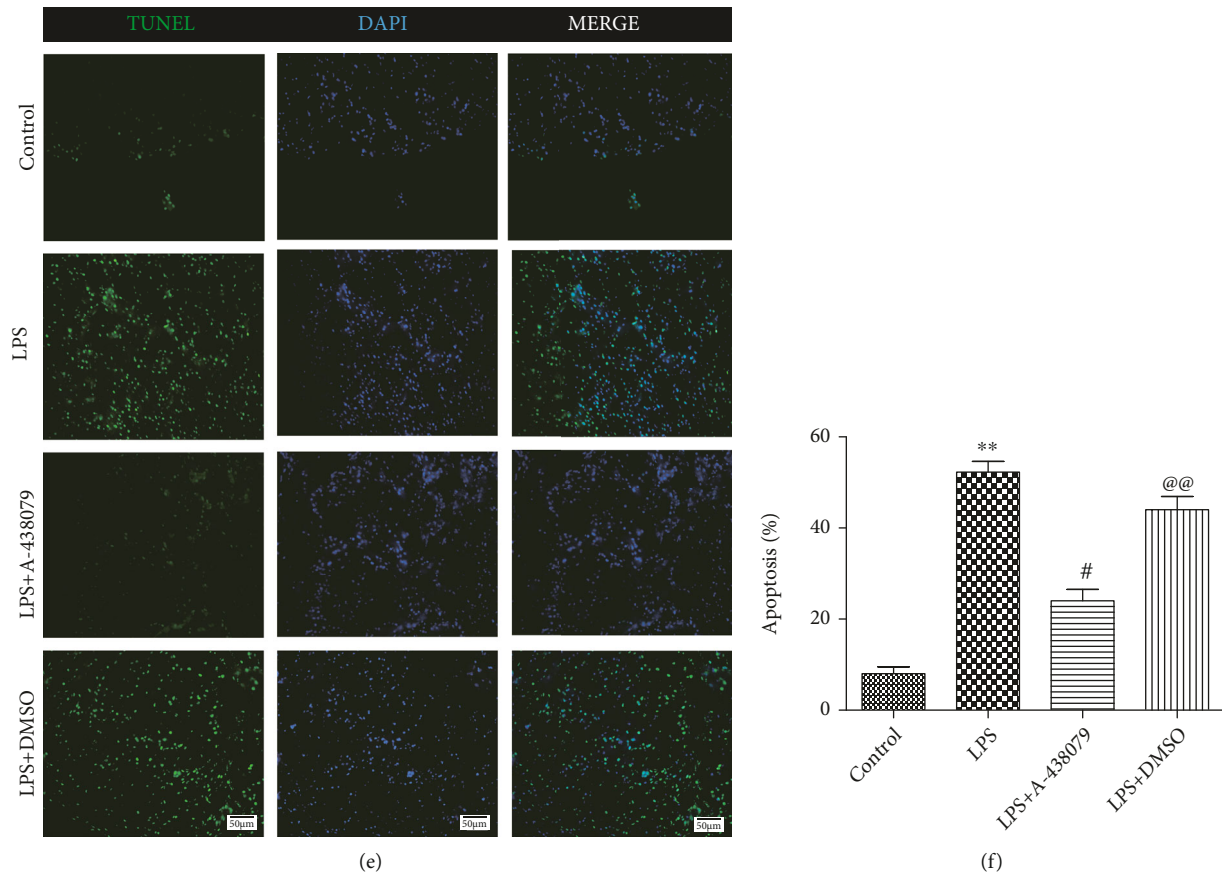 TUNEL DAPI MERGE
Control
LPS
LPS+A-438079
LPS+DMSO
50μm 50μm 50μm
(e)
Apoptosis (%)
60
40
20
0
**
#
@@
Control
LPS
LPS+A-438079
LPS+DMSO
(f)